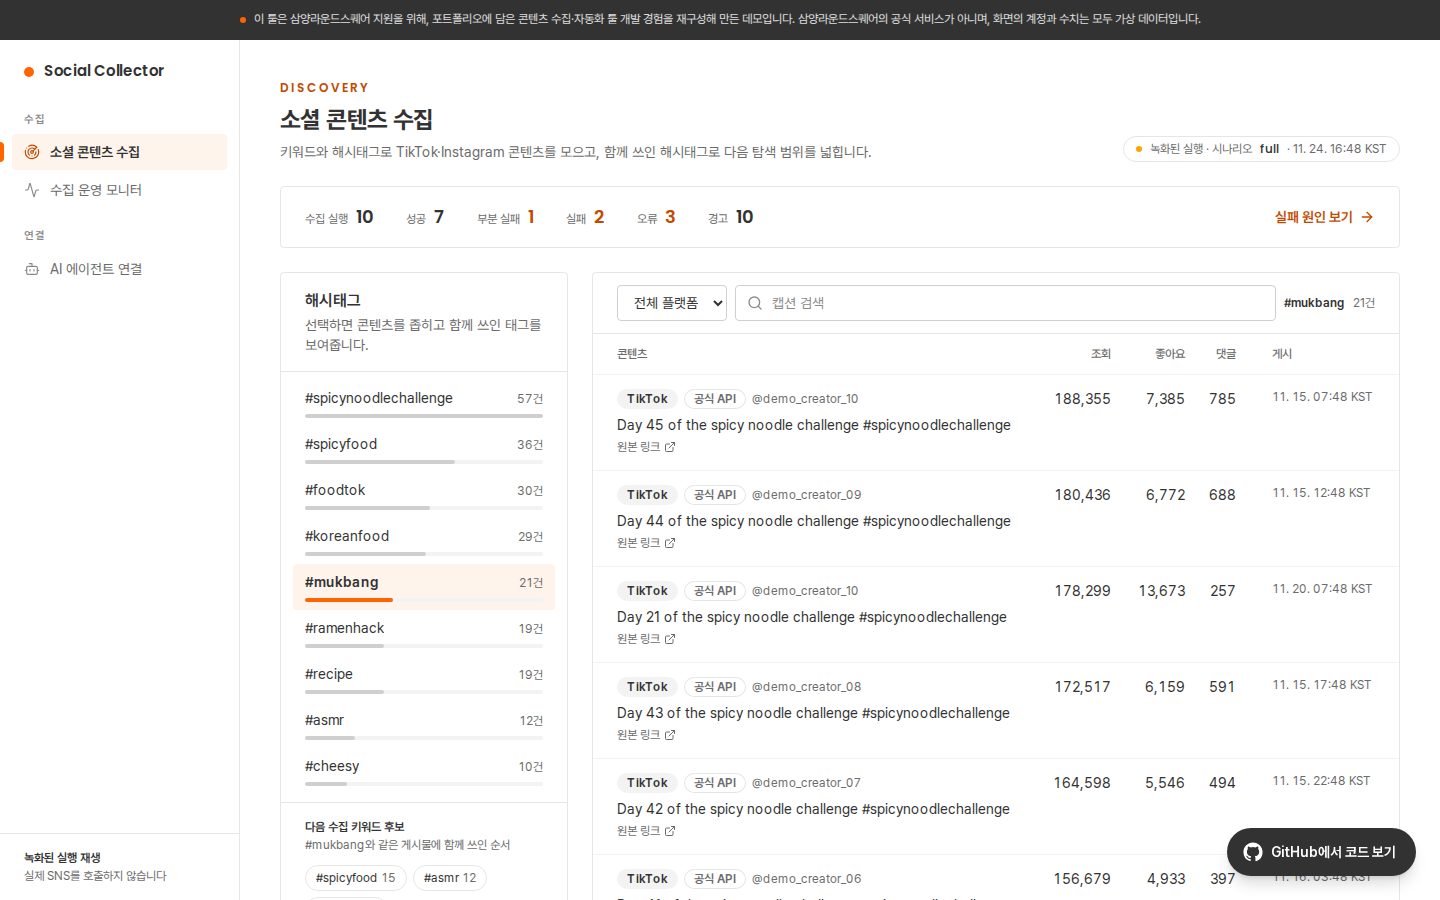 이 툴은 삼양라운드스퀘어 지원을 위해, 포트폴리오에 담은 콘텐츠 수집·자동화 툴 개발 경험을 재구성해 만든 데모입니다. 삼양라운드스퀘어의 공식 서비스가 아니며, 화면의 계정과 수치는 모두 가상 데이터입니다.
Social Collector
수집
소셜 콘텐츠 수집
수집 운영 모니터
연결
AI 에이전트 연결
녹화된 실행 재생
실제 SNS를 호출하지 않습니다
DISCOVERY
소셜 콘텐츠 수집
키워드와 해시태그로 TikTok·Instagram 콘텐츠를 모으고, 함께 쓰인 해시태그로 다음 탐색 범위를 넓힙니다.
녹화된 실행 · 시나리오 full · 11. 24. 16:48 KST
수집 실행 10 성공 7 부분 실패 1 실패 2 오류 3 경고 10 실패 원인 보기
해시태그
선택하면 콘텐츠를 좁히고 함께 쓰인 태그를
보여줍니다.
#spicynoodlechallenge 57건
#spicyfood 36건
#foodtok 30건
#koreanfood 29건
#mukbang 21건
#ramenhack 19건
#recipe 19건
#asmr 12건
#cheesy 10건
다음 수집 키워드 후보
#mukbang와 같은 게시물에 함께 쓰인 순서
#spicyfood 15 #asmr 12
전체 플랫폼 캡션 검색 #mukbang 21건
콘텐츠 조회 좋아요 댓글 게시
TikTok 공식 API @demo_creator_10 188,355 7,385 785 11. 15. 07:48 KST
Day 45 of the spicy noodle challenge #spicynoodlechallenge
원본 링크
TikTok 공식 API @demo_creator_09 180,436 6,772 688 11. 15. 12:48 KST
Day 44 of the spicy noodle challenge #spicynoodlechallenge
원본 링크
TikTok 공식 API @demo_creator_10 178,299 13,673 257 11. 20. 07:48 KST
Day 21 of the spicy noodle challenge #spicynoodlechallenge
원본 링크
TikTok 공식 API @demo_creator_08 172,517 6,159 591 11. 15. 17:48 KST
Day 43 of the spicy noodle challenge #spicynoodlechallenge
원본 링크
TikTok 공식 API @demo_creator_07 164,598 5,546 494 11. 15. 22:48 KST
Day 42 of the spicy noodle challenge #spicynoodlechallenge
원본 링크
TikTok 공식 API @demo_creator_06 156,679 4,933 397 11. 16. 03:48 KST
GitHub에서 코드 보기